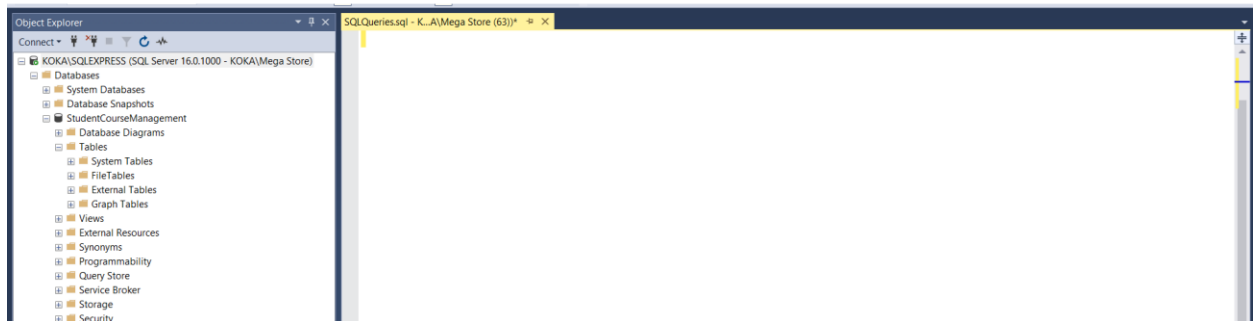 Object Explorer
Connect
KOKA\SQLEXPRESS (SQL Server 16.0.1000 - KOKA\Mega Store)
Databases
System Databases
Database Snapshots
StudentCourseManagement
Database Diagrams
Tables
System Tables
FileTables
External Tables
Graph Tables
Views
External Resources
Synonyms
Programmability
Query Store
Service Broker
Storage
Security
SQLQueries.sql - K...A\Mega Store (63))*